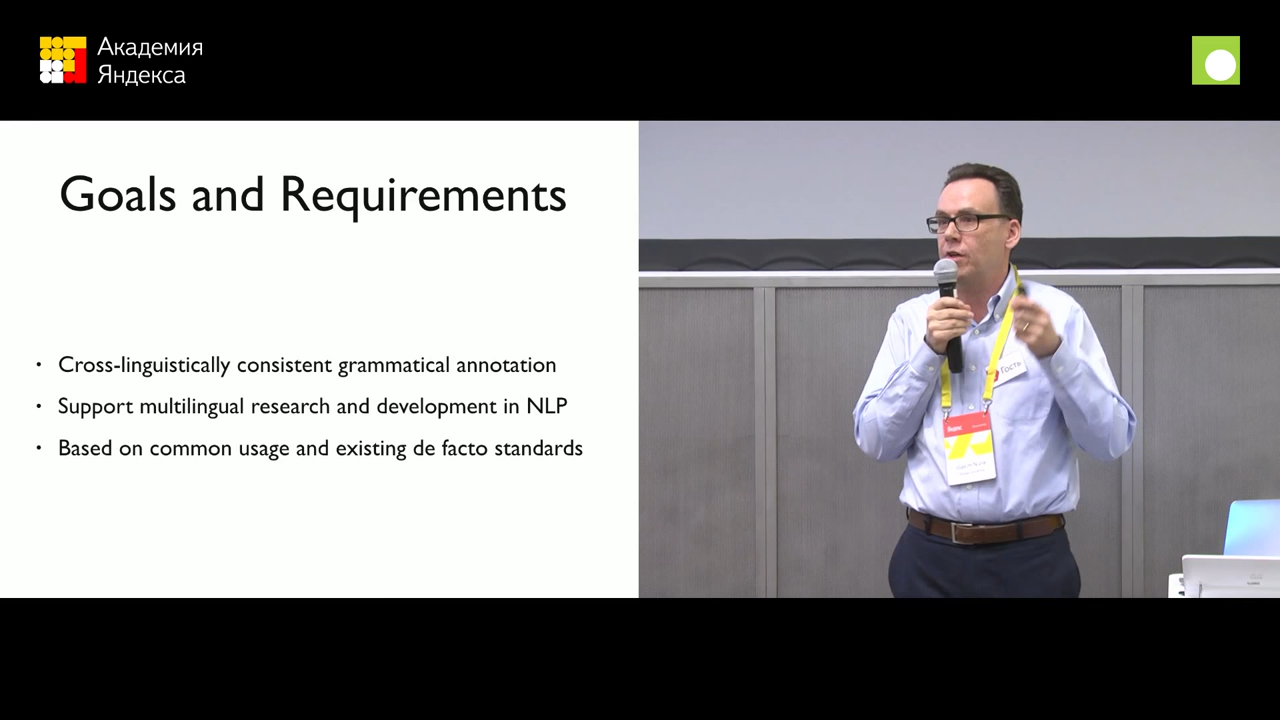 Академия
Яндекса
Goals and Requirements
• Cross-linguistically consistent grammatical annotation
• Support multilingual research and development in NLP
• Based on common usage and existing de facto standards
Гость